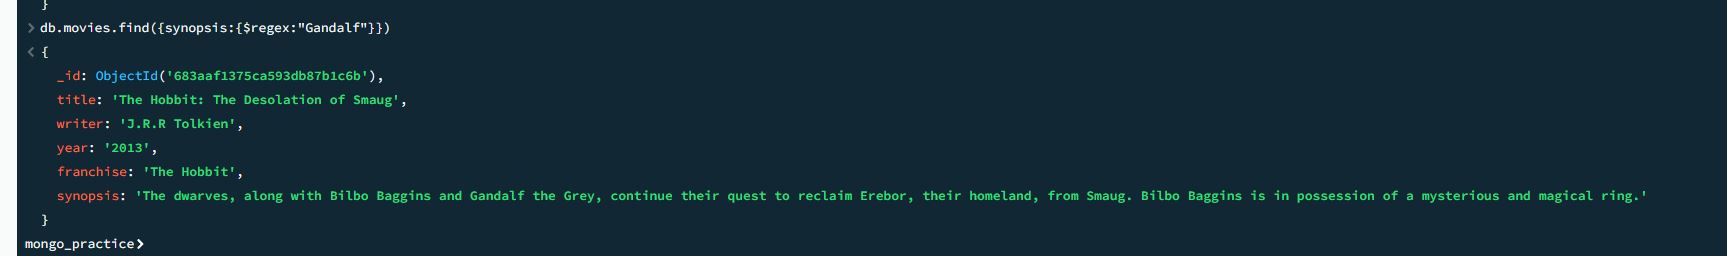 }
> db.movies.find({synopsis:{$regex:"Gandalf"}})
< {
_id: ObjectId('683aaf1375ca593db87b1c6b'),
title: 'The Hobbit: The Desolation of Smaug',
writer: 'J.R.R Tolkien',
year: '2013',
franchise: 'The Hobbit',
synopsis: 'The dwarves, along with Bilbo Baggins and Gandalf the Grey, continue their quest to reclaim Erebor, their homeland, from Smaug. Bilbo Baggins is in possession of a mysterious and magical ring.'
}
mongo_practice>